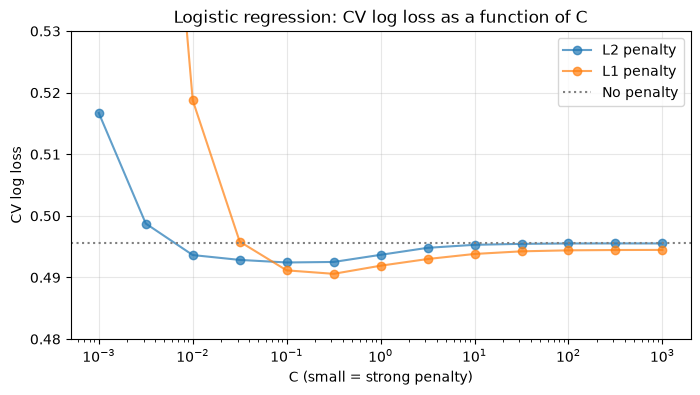 Logistic regression: CV log loss as a function of C
0.53
0.52
0.51
0.50
0.49
0.48
CV log loss
L2 penalty
L1 penalty
No penalty
10⁻³
10⁻²
10⁻¹
10⁰
10¹
10²
10³
C (small = strong penalty)